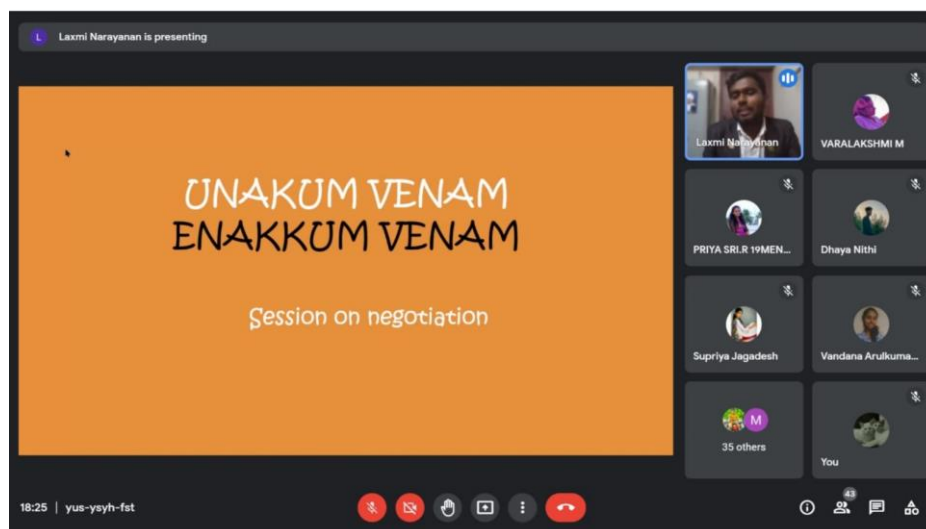 L Laxmi Narayanan is presenting
UNAKUM VENAM
ENAKKUM VENAM
Session on negotiation
Laxmi Narayanan
VARALAKSHMI M
PRIYA SRI.R 19MEN...
Dhaya Nithi
Supriya Jagadesh
Vandana Arulkuma...
M
35 others
You
18:25 | yus-ysyh-fst
43